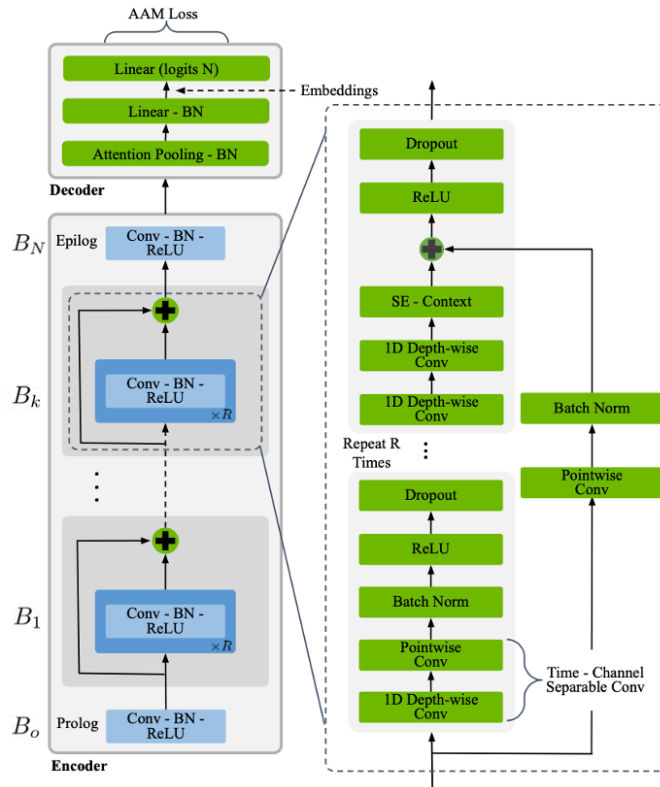 AAM Loss
Linear (logits N)
Embeddings
Linear - BN
Attention Pooling - BN
Decoder
B_N
Epilog
Conv - BN -
ReLU
B_k
Conv - BN -
ReLU
×R
B_1
Conv - BN -
ReLU
×R
B_o
Prolog
Conv - BN -
ReLU
Encoder
Dropout
ReLU
SE - Context
1D Depth-wise
Conv
1D Depth-wise
Conv
Batch Norm
Pointwise
Conv
Repeat R
Times
Dropout
ReLU
Batch Norm
Pointwise
Conv
1D Depth-wise
Conv
Time - Channel
Separable Conv